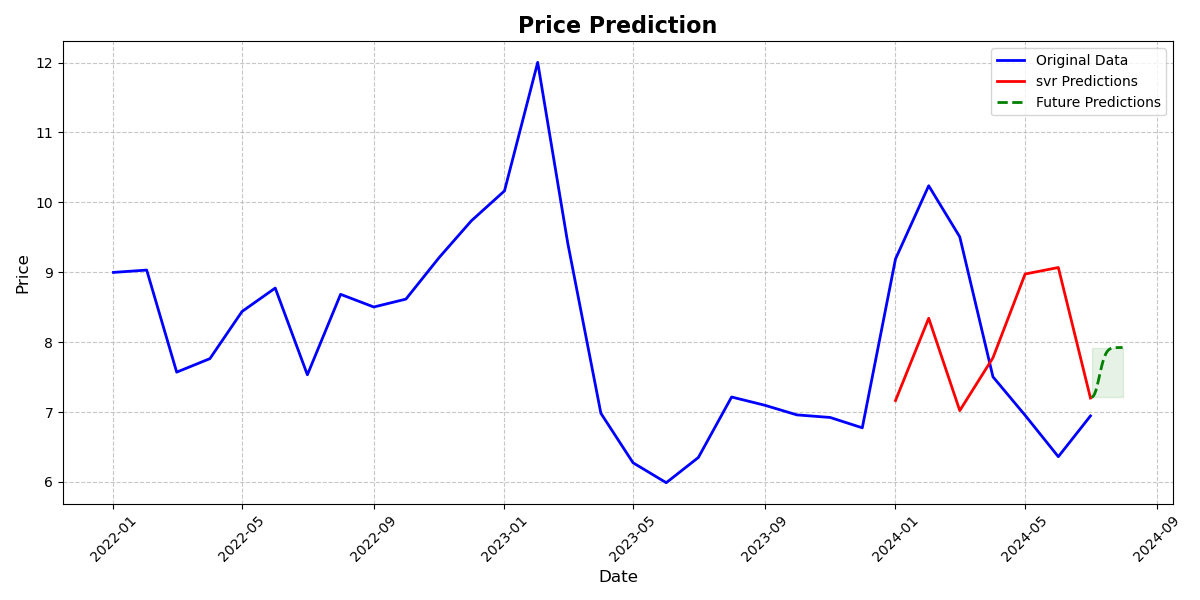 Price Prediction
Original Data
svr Predictions
Future Predictions
Price
12
11
10
9
8
7
6
2022-01
2022-05
2022-09
2023-01
2023-05
2023-09
2024-01
2024-05
2024-09
Date